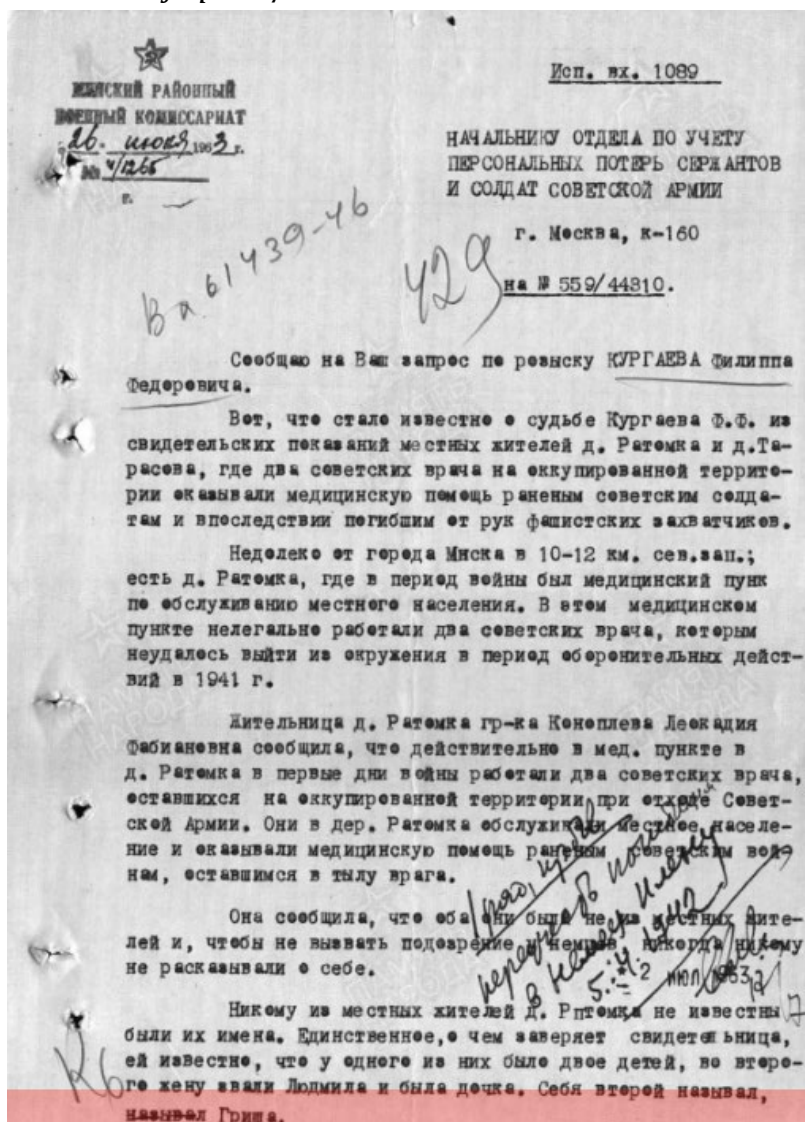 МИНСКИЙ РАЙОННЫЙ
ВОЕННЫЙ КОМИССАРИАТ
26. июня 1963 г.
№ 4/1265
г.
Исп. вх. 1089
НАЧАЛЬНИКУ ОТДЕЛА ПО УЧЕТУ
ПЕРСОНАЛЬНЫХ ПОТЕРЬ СЕРЖАНТОВ
И СОЛДАТ СОВЕТСКОЙ АРМИИ
г. Москва, к-160
на № 559/44310.
Ва 61439-46
429
Сообщаю на Ваш запрос по розыску КУРГАЕВА Филиппа
Федоровича.
Вот, что стало известно о судьбе Кургаева Ф.Ф. из
свидетельских показаний местных жителей д. Ратомка и д.Та-
расова, где два советских врача на оккупированной террито-
рии оказывали медицинскую помощь раненым советским солда-
там и впоследствии погибшим от рук фашистских захватчиков.
Недолеко от города Миска в 10-12 км. сев.зап.;
есть д. Ратомка, где в период войны был медицинский пунк
по обслуживанию местного населения. В этом медицинском
пункте нелегально работали два советских врача, которым
неудалось выйти из окружения в период оборонительных дейст-
вий в 1941 г.
Жительница д. Ратомка гр-ка Коноплева Леокадия
Фабиановна сообщила, что действительно в мед. пункте в
д. Ратомка в первые дни войны работали два советских врача,
оставшихся на оккупированной территории при отходе Совет-
ской Армии. Они в дер. Ратомка обслуживали местное населе-
ние и оказывали медицинскую помощь раненым советским вои-
нам, оставшимся в тылу врага.
Она сообщила, что оба они были не из местных жите-
лей и, чтобы не вызвать подозрение у немцев, никогда никому
не расказывали о себе.
в немец. плену
5.4.1942
2 ИЮЛ 1963
Никому из местных жителей д. Рптомка не известны
были их имена. Единственное,о чем заверяет свидетельница,
ей известно, что у одного из них было двое детей, во второ-
го жену звали Людмила и была дочка. Себя второй называл,
называл Гриша.